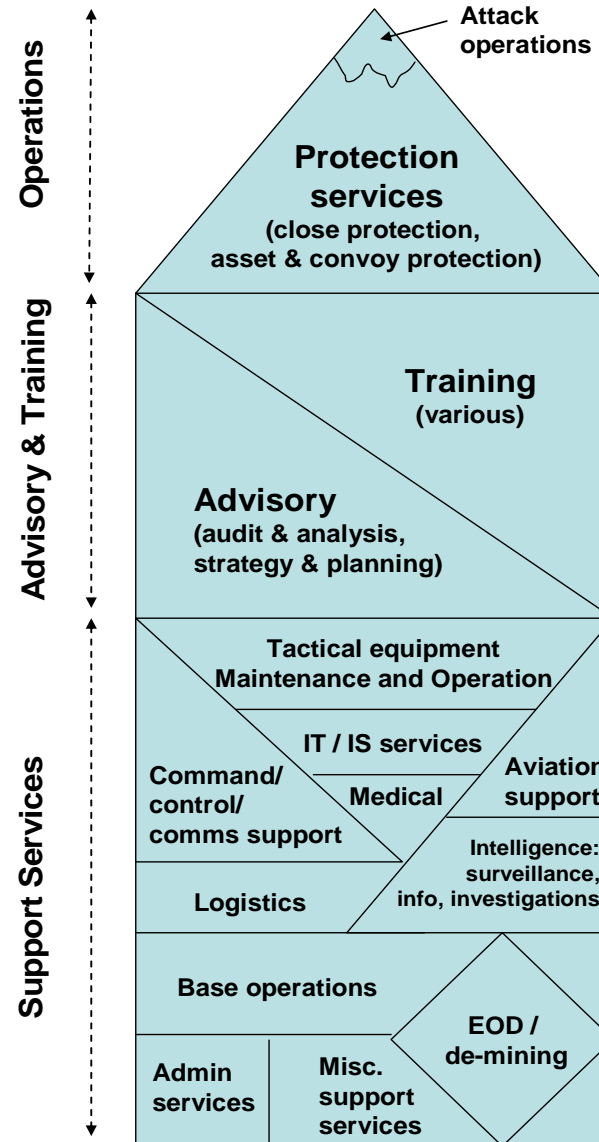 Attack
operations
Operations
Protection
services
(close protection,
asset & convoy protection)
Advisory & Training
Training
(various)
Advisory
(audit & analysis,
strategy & planning)
Support Services
Tactical equipment
Maintenance and Operation
IT / IS services
Medical
Command/
control/
comms support
Aviation
support
Intelligence:
surveillance,
info, investigations
Logistics
Base operations
EOD /
de-mining
Admin
services
Misc.
support
services